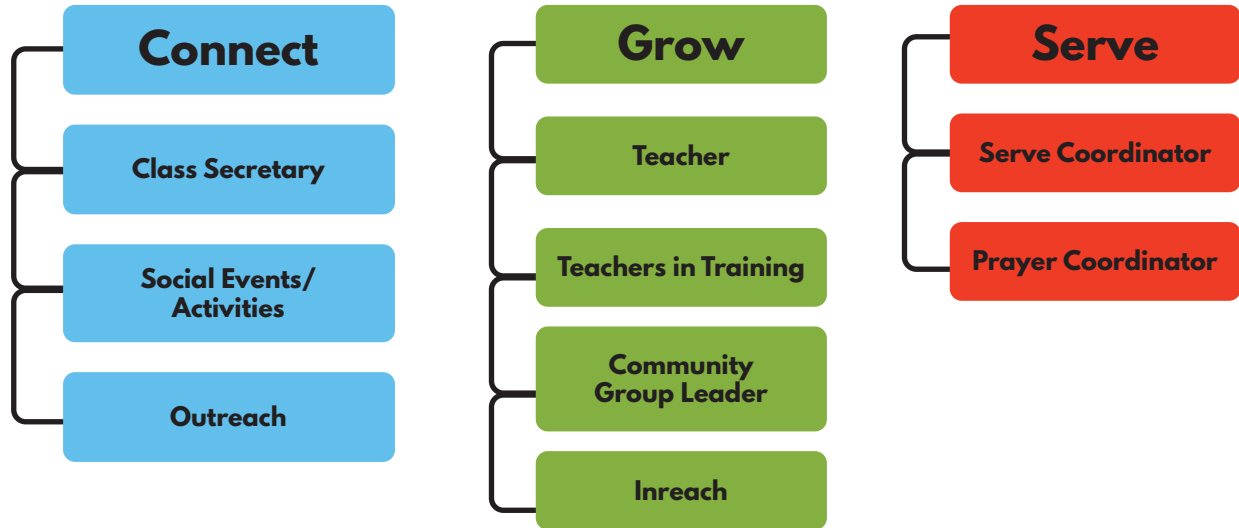 Connect
Class Secretary
Social Events/
Activities
Outreach
Grow
Teacher
Teachers in Training
Community
Group Leader
Inreach
Serve
Serve Coordinator
Prayer Coordinator